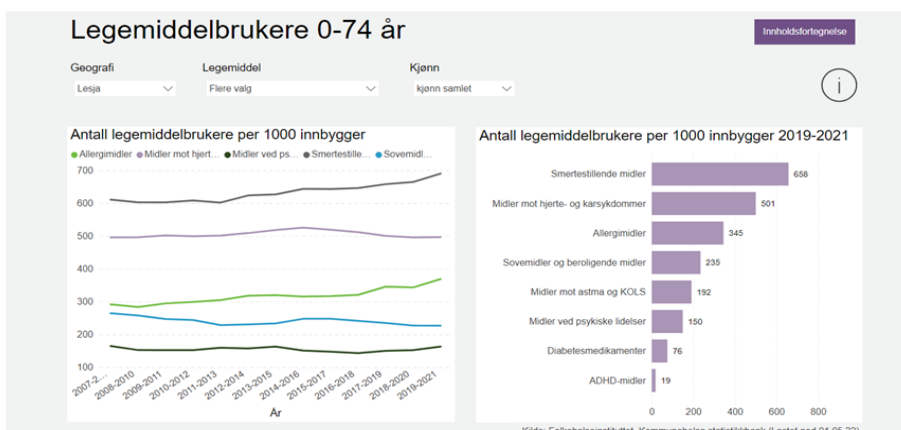 Legemiddelbrukere 0-74 år
Innholdsfortegnelse
Geografi
Legemiddel
Kjønn
Lesja
Flere valg
kjønn samlet
i
Antall legemiddelbrukere per 1000 innbygger
Allergimidler Midler mot hjert... Midler ved ps... Smertestille... Sovemidl...
700
600
500
400
300
200
100
2007-2... 2008-2010 2009-2011 2010-2012 2011-2013 2012-2014 2013-2015 2014-2016 2015-2017 2016-2018 2017-2019 2018-2020 2019-2021
År
Antall legemiddelbrukere per 1000 innbygger 2019-2021
Smertestillende midler 658
Midler mot hjerte- og karsykdommer 501
Allergimidler 345
Sovemidler og beroligende midler 235
Midler mot astma og KOLS 192
Midler ved psykiske lidelser 150
Diabetesmedikamenter 76
ADHD-midler 19
0 200 400 600 800